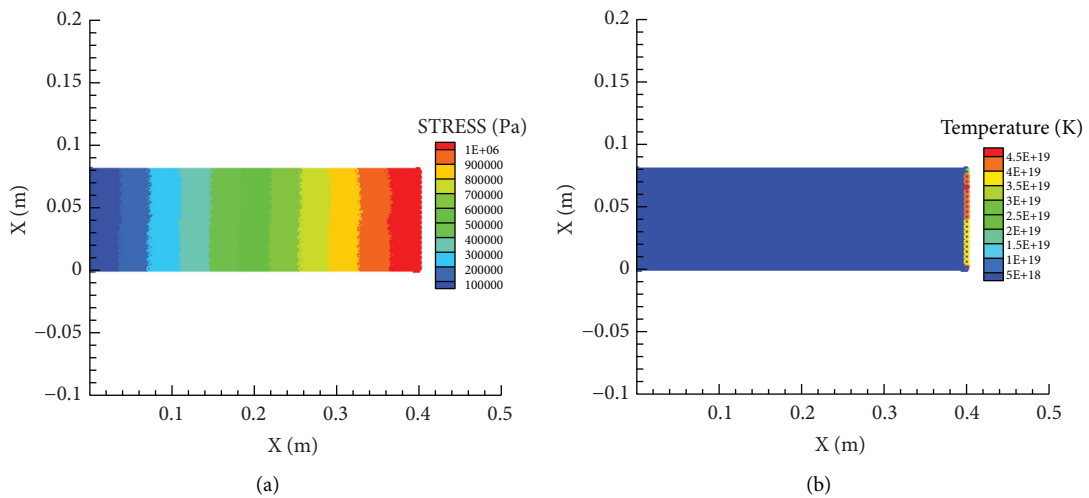 0.2
0.15
0.1
0.05
0
−0.05
−0.1
X (m)
0.1
0.2
0.3
0.4
0.5
X (m)
STRESS (Pa)
1E+06
900000
800000
700000
600000
500000
400000
300000
200000
100000
(a)
0.2
0.15
0.1
0.05
0
−0.05
−0.1
X (m)
0.1
0.2
0.3
0.4
0.5
X (m)
Temperature (K)
4.5E+19
4E+19
3.5E+19
3E+19
2.5E+19
2E+19
1.5E+19
1E+19
5E+18
(b)